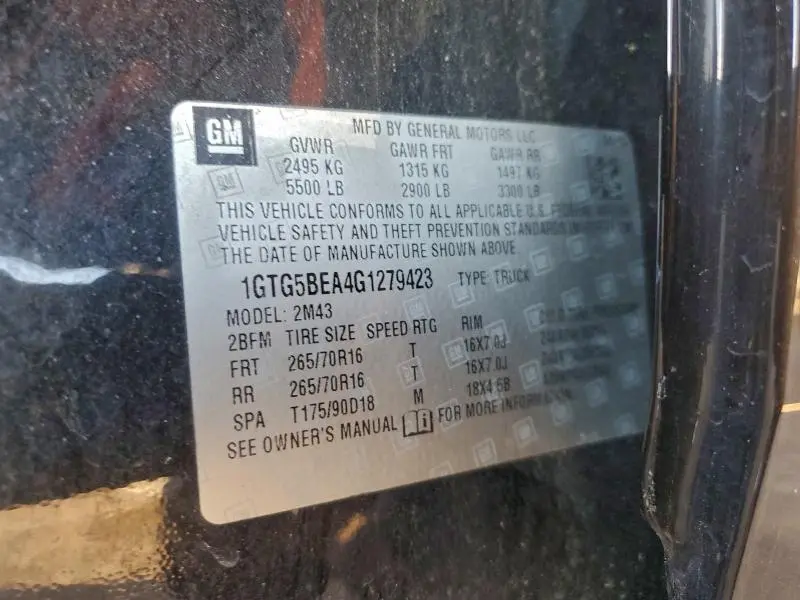 GM
MFD BY GENERAL MOTORS LLC
GVWR GAWR FRT GAWR RR
2495 KG 1315 KG 1497 KG
5500 LB 2900 LB 3300 LB
THIS VEHICLE CONFORMS TO ALL APPLICABLE U.S. FEDERAL
VEHICLE SAFETY AND THEFT PREVENTION STANDARDS IN
THE DATE OF MANUFACTURE SHOWN ABOVE.
1GTG5BEA4G1279423 TYPE: TRUCK
MODEL: 2M43
2BFM TIRE SIZE SPEED RTG RIM
FRT 265/70R16 T 16X7.0J
RR 265/70R16 T 16X7.0J
SPA T175/90D18 M 18X4.5B
SEE OWNER'S MANUAL FOR MORE INFORMATION